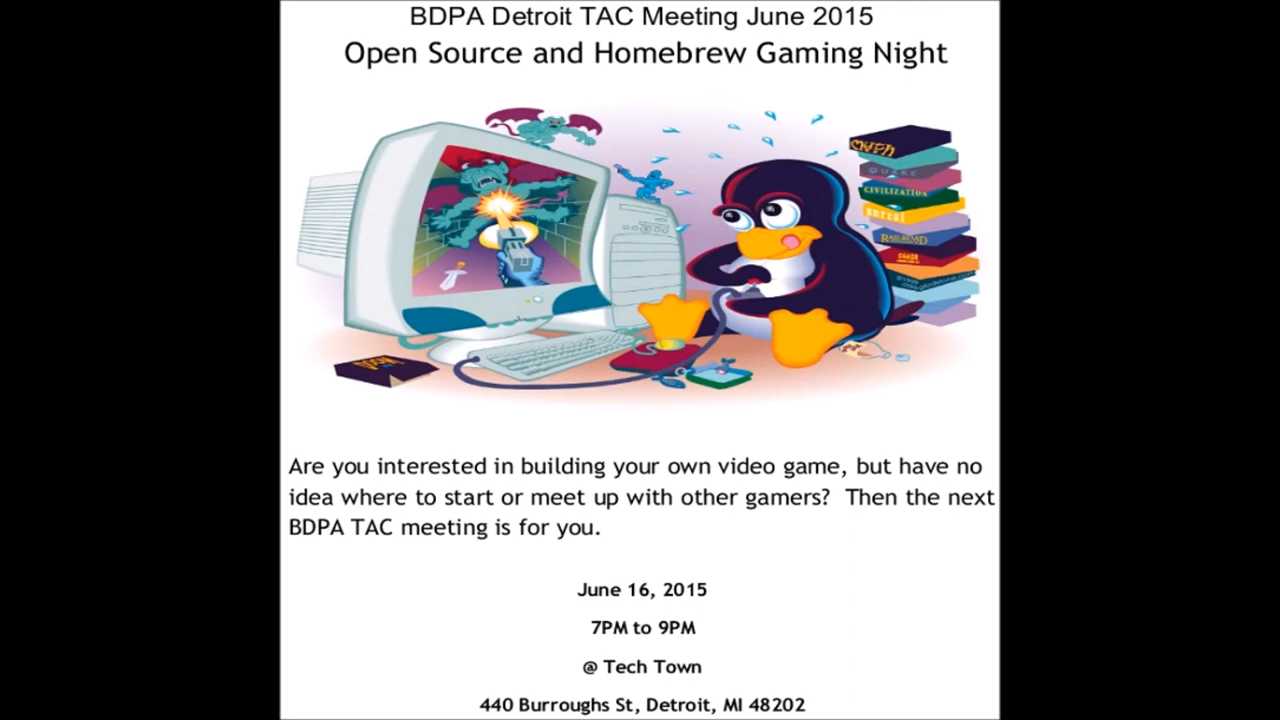 BDPA Detroit TAC Meeting June 2015
Open Source and Homebrew Gaming Night
MYTH
QUAKE
CIVILIZATION
unreal
RAILROAD
DOOM
Are you interested in building your own video game, but have no
idea where to start or meet up with other gamers? Then the next
BDPA TAC meeting is for you.
June 16, 2015
7PM to 9PM
@ Tech Town
440 Burroughs St, Detroit, MI 48202